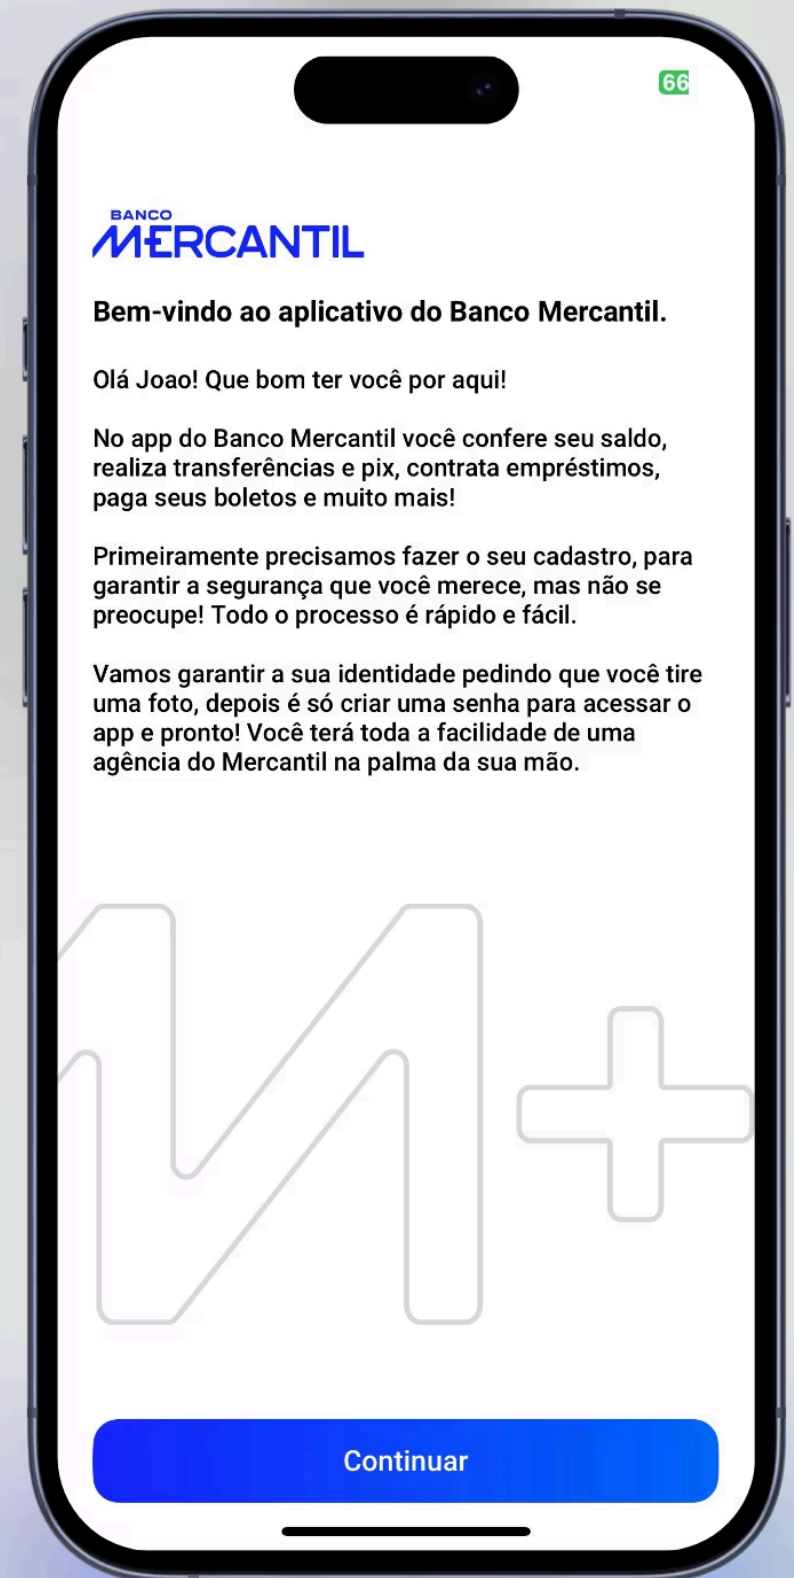 66
BANCO
MERCANTIL
Bem-vindo ao aplicativo do Banco Mercantil.
Olá Joao! Que bom ter você por aqui!
No app do Banco Mercantil você confere seu saldo,
realiza transferências e pix, contrata empréstimos,
paga seus boletos e muito mais!
Primeiramente precisamos fazer o seu cadastro, para
garantir a segurança que você merece, mas não se
preocupe! Todo o processo é rápido e fácil.
Vamos garantir a sua identidade pedindo que você tire
uma foto, depois é só criar uma senha para acessar o
app e pronto! Você terá toda a facilidade de uma
agência do Mercantil na palma da sua mão.
M+
Continuar